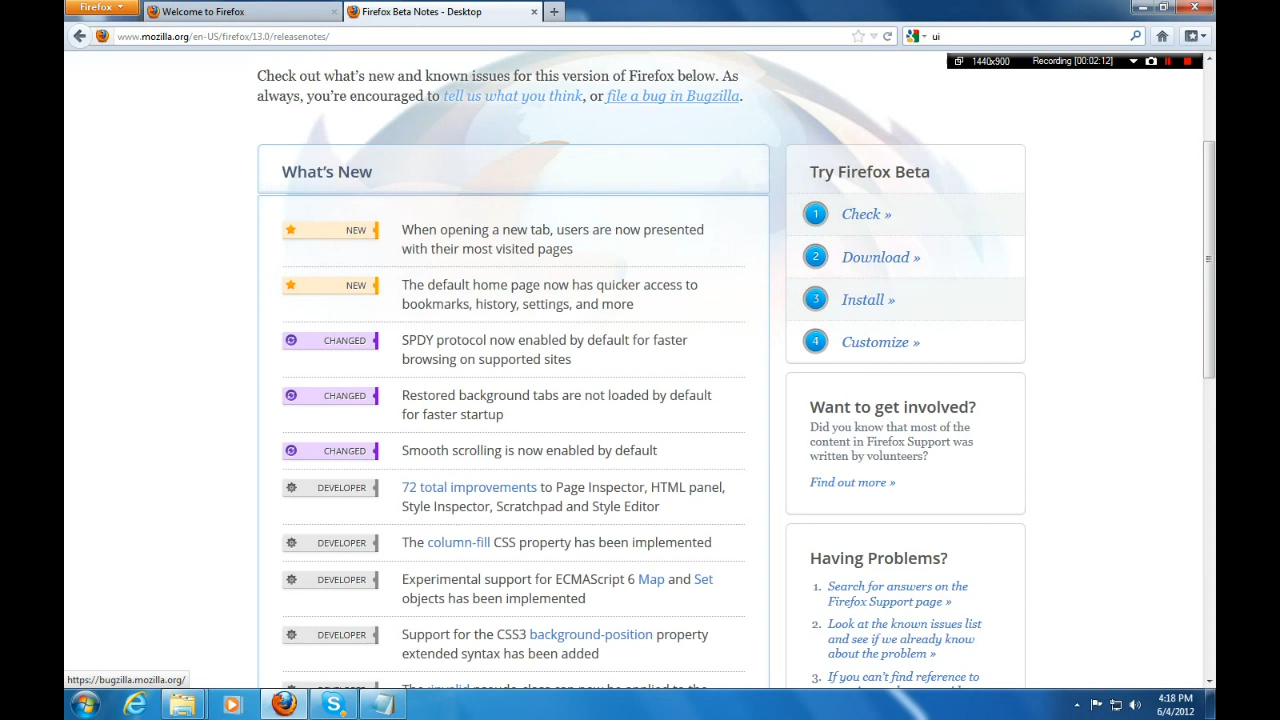 Firefox
Welcome to Firefox
Firefox Beta Notes - Desktop
www.mozilla.org/en-US/firefox/13.0/releasenotes/
ui
1440x900
Recording [00:02:12]
Check out what's new and known issues for this version of Firefox below. As
always, you're encouraged to tell us what you think, or file a bug in Bugzilla.
What's New
NEW
When opening a new tab, users are now presented
with their most visited pages
NEW
The default home page now has quicker access to
bookmarks, history, settings, and more
CHANGED
SPDY protocol now enabled by default for faster
browsing on supported sites
CHANGED
Restored background tabs are not loaded by default
for faster startup
CHANGED
Smooth scrolling is now enabled by default
DEVELOPER
72 total improvements to Page Inspector, HTML panel,
Style Inspector, Scratchpad and Style Editor
DEVELOPER
The column-fill CSS property has been implemented
DEVELOPER
Experimental support for ECMAScript 6 Map and Set
objects has been implemented
DEVELOPER
Support for the CSS3 background-position property
extended syntax has been added
Try Firefox Beta
1 Check »
2 Download »
3 Install »
4 Customize »
Want to get involved?
Did you know that most of the
content in Firefox Support was
written by volunteers?
Find out more »
Having Problems?
1. Search for answers on the
Firefox Support page »
2. Look at the known issues list
and see if we already know
about the problem »
3. If you can't find reference to
https://bugzilla.mozilla.org/
4:18 PM
6/4/2012